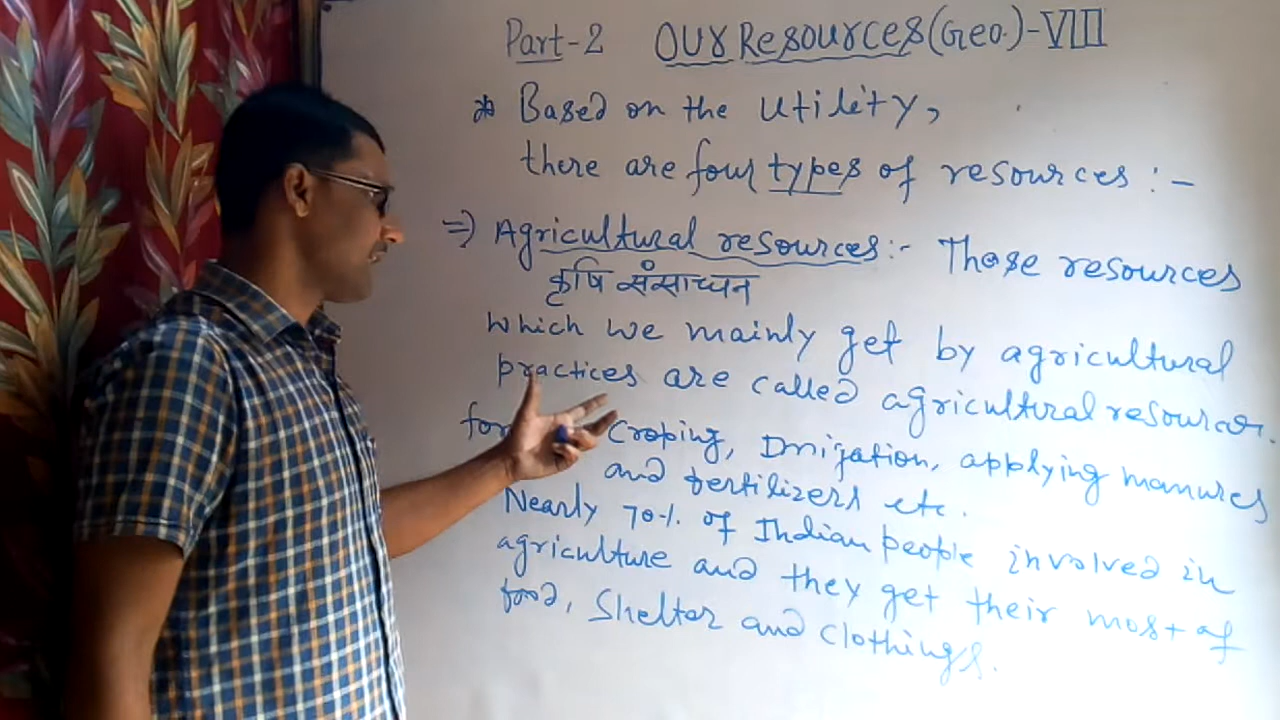 Part-2 OUR Resources(Geo.)-VIII
* Based on the Utility,
there are four types of resources :-
⇒ Agricultural resources :- Those resources
कृषि संसाधन
which we mainly get by agricultural
practices are called agricultural resources.
for Croping, Irrigation, applying manures
and fertilizers etc.
Nearly 70% of Indian people involved in
agriculture and they get their most of
food, Shelter and clothings.